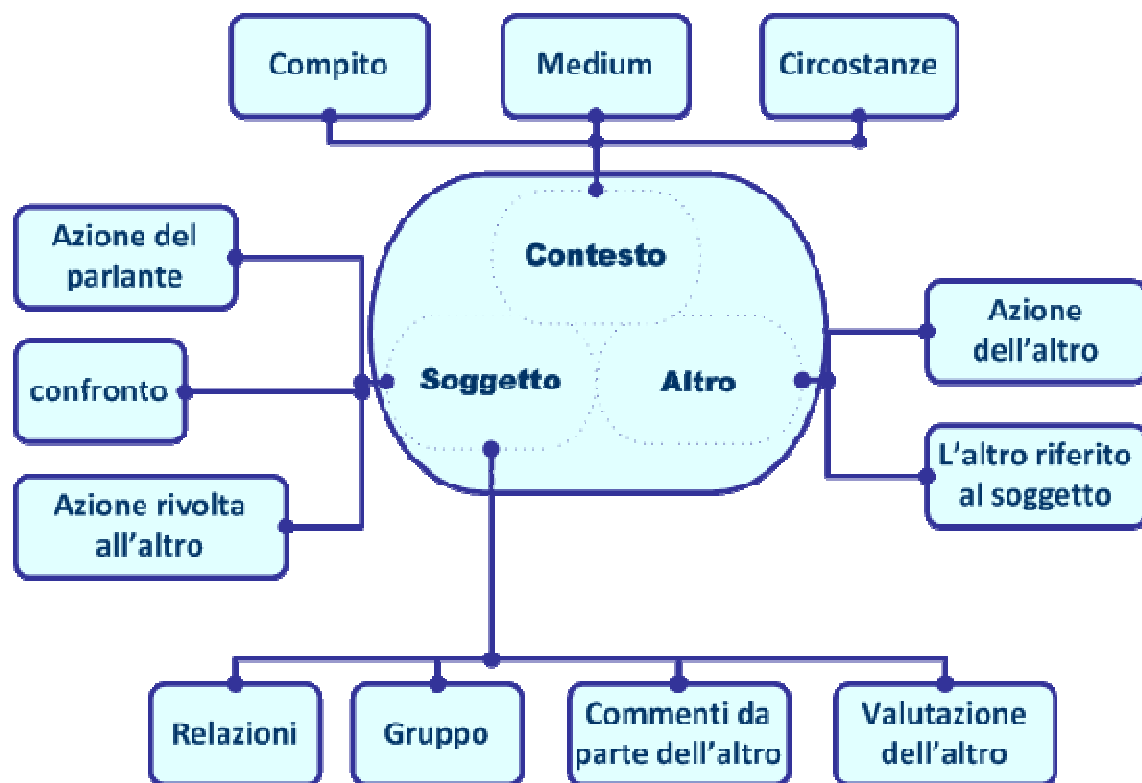 Compito
Medium
Circostanze
Contesto
Azione del
parlante
confronto
Azione rivolta
all'altro
Soggetto
Altro
Azione
dell'altro
L'altro riferito
al soggetto
Relazioni
Gruppo
Commenti da
parte dell'altro
Valutazione
dell'altro